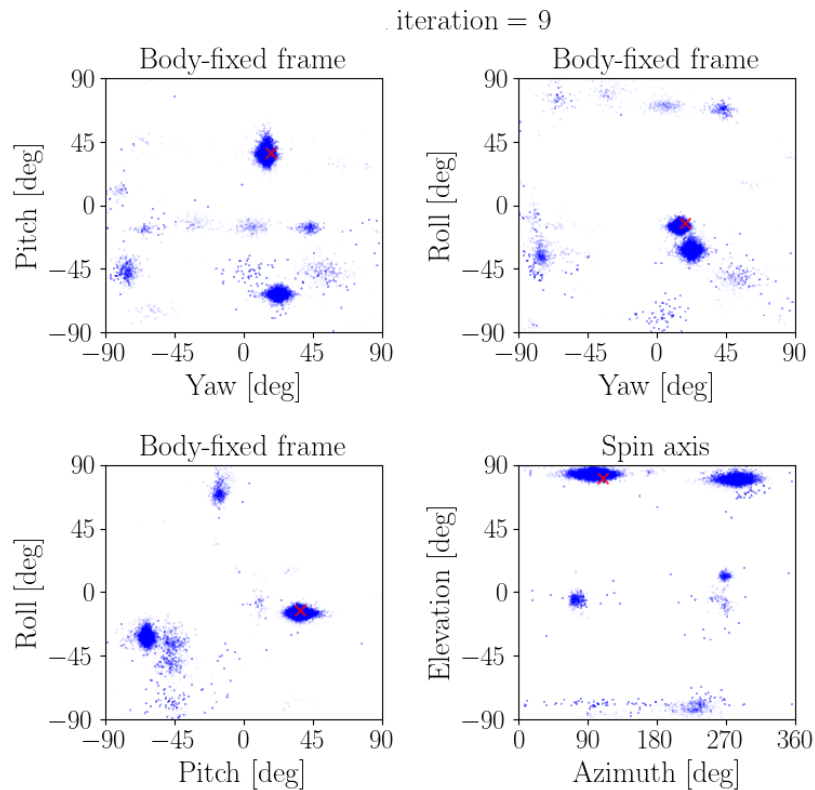 iteration = 9
Body-fixed frame
90
45
0
−45
−90
Pitch [deg]
−90 −45 0 45 90
Yaw [deg]
Body-fixed frame
90
45
0
−45
−90
Roll [deg]
−90 −45 0 45 90
Yaw [deg]
Body-fixed frame
90
45
0
−45
−90
Roll [deg]
−90 −45 0 45 90
Pitch [deg]
Spin axis
90
45
0
−45
−90
Elevation [deg]
0 90 180 270 360
Azimuth [deg]